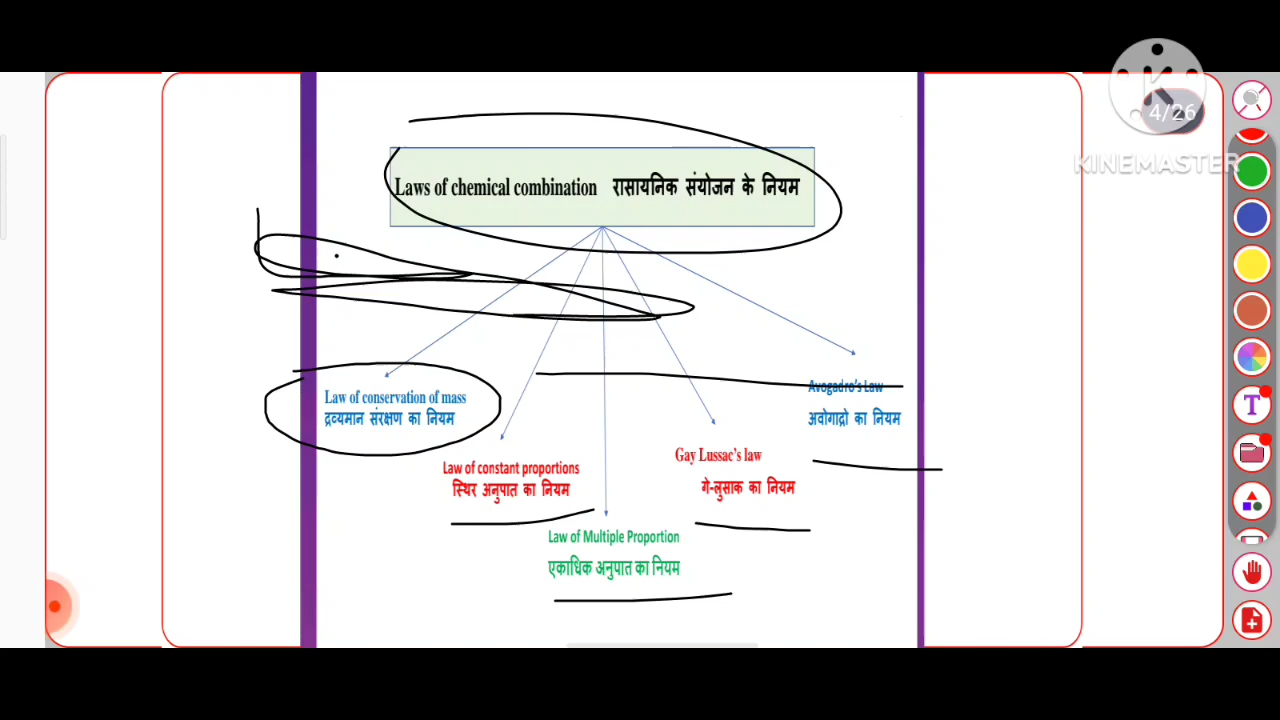 4/26
KINEMASTER
Laws of chemical combination रासायनिक संयोजन के नियम
Law of conservation of mass
द्रव्यमान संरक्षण का नियम
Law of constant proportions
स्थिर अनुपात का नियम
Law of Multiple Proportion
एकाधिक अनुपात का नियम
Gay Lussac's law
गे-लुसाक का नियम
Avogadro's Law
अवोगाद्रो का नियम
T